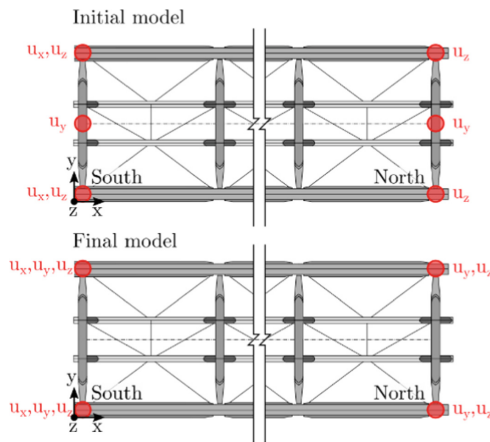 Initial model
u_x,u_z u_z
u_y u_y
South North
u_x,u_z u_z
y
z x
Final model
u_x,u_y,u_z u_y,u_z
South North
u_x,u_y,u_z u_y,u_z
y
z x